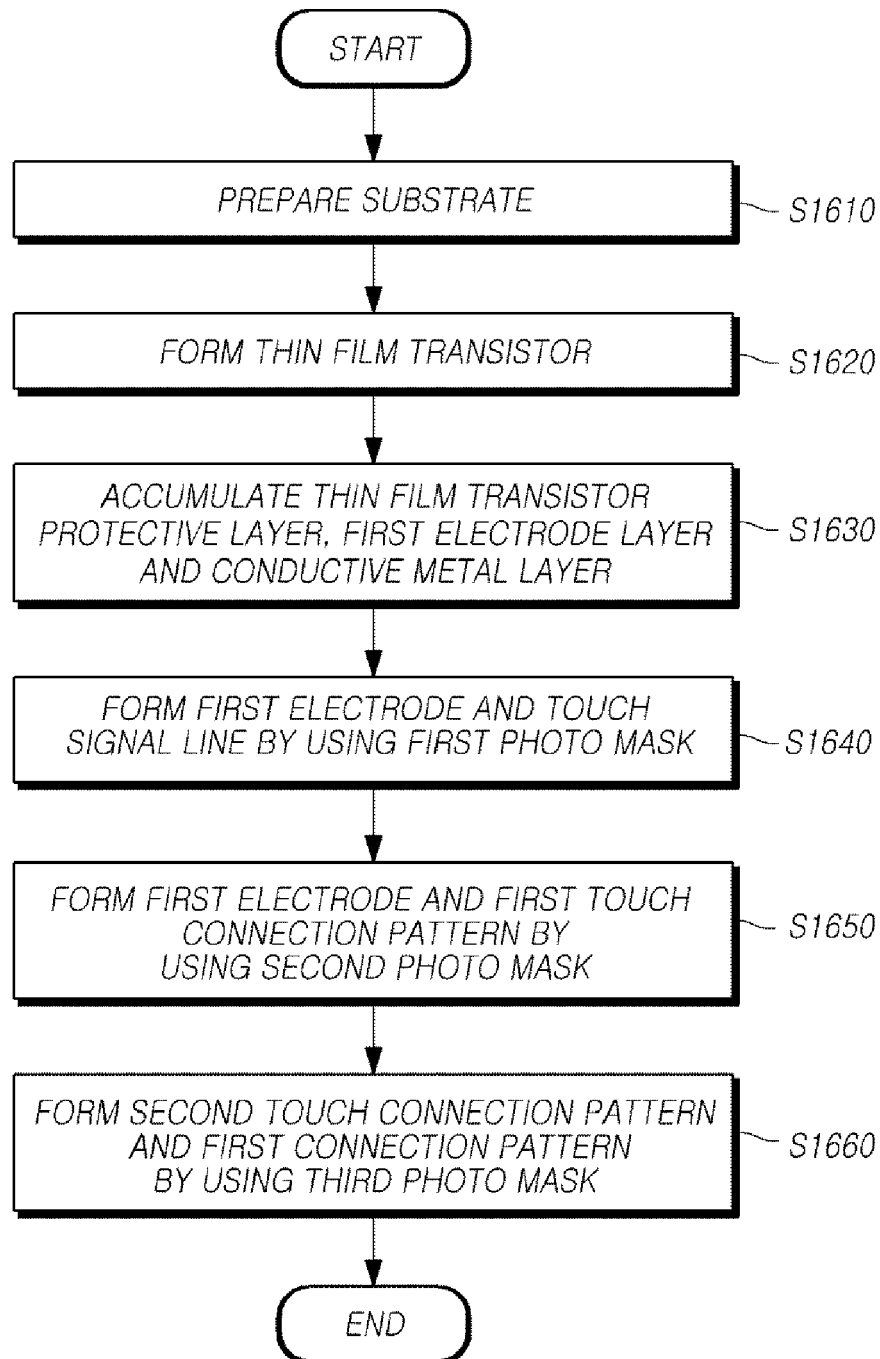 START
PREPARE SUBSTRATE
S1610
FORM THIN FILM TRANSISTOR
S1620
ACCUMULATE THIN FILM TRANSISTOR
PROTECTIVE LAYER, FIRST ELECTRODE LAYER
AND CONDUCTIVE METAL LAYER
S1630
FORM FIRST ELECTRODE AND TOUCH
SIGNAL LINE BY USING FIRST PHOTO MASK
S1640
FORM FIRST ELECTRODE AND FIRST TOUCH
CONNECTION PATTERN BY
USING SECOND PHOTO MASK
S1650
FORM SECOND TOUCH CONNECTION PATTERN
AND FIRST CONNECTION PATTERN
BY USING THIRD PHOTO MASK
S1660
END